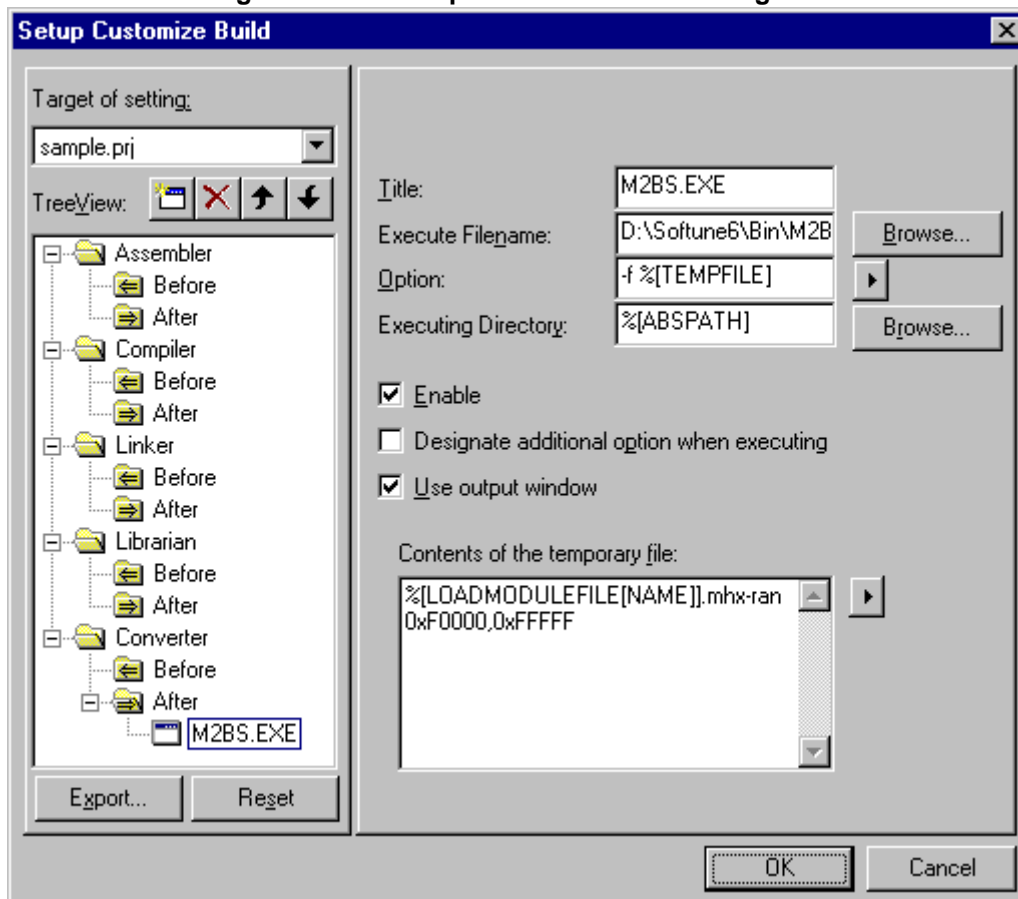 Setup Customize Build
Target of setting:
sample.prj
TreeView:
Assembler
Before
After
Compiler
Before
After
Linker
Before
After
Librarian
Before
After
Converter
Before
After
M2BS.EXE
Export...
Reset
Title:
M2BS.EXE
Execute Filename:
D:\Softune6\Bin\M2B
Browse...
Option:
-f %[TEMPFILE]
Executing Directory:
%[ABSPATH]
Browse...
Enable
Designate additional option when executing
Use output window
Contents of the temporary file:
%[LOADMODULEFILE[NAME]].mhx-ran
0xF0000,0xFFFFF
OK
Cancel